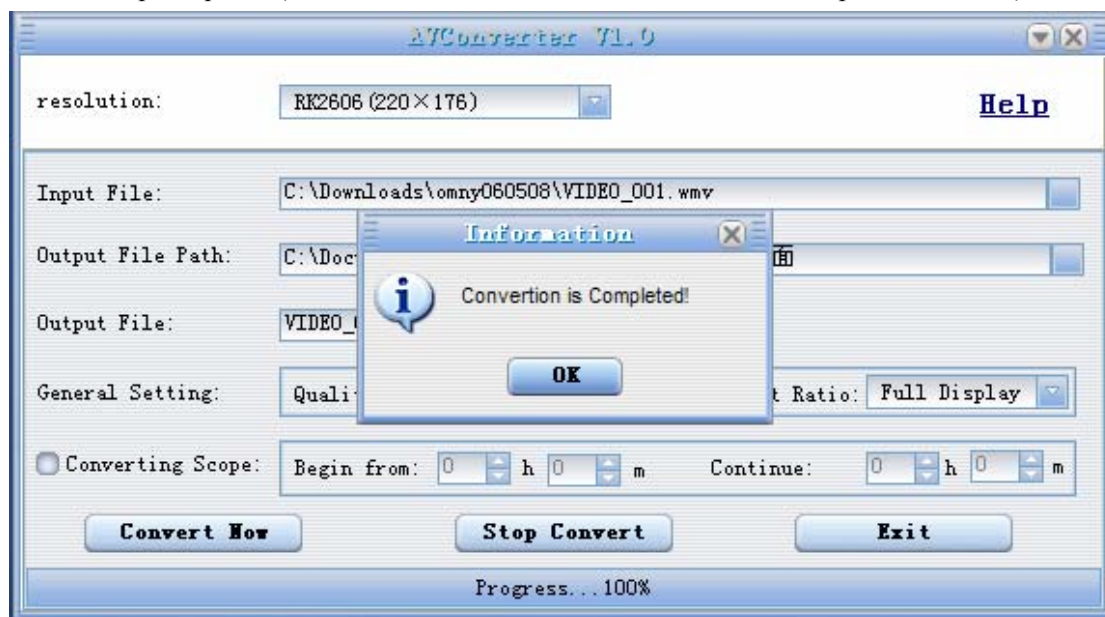 AVConverter V1.0
resolution:
RK2606(220×176)
Help
Input File:
C:\Downloads\omny060508\VIDEO_001.wmv
Information
Output File Path:
C:\Doc
面
Convertion is Completed!
Output File:
VIDEO_
OK
General Setting:
Quali
t Ratio: Full Display
Converting Scope:
Begin from: 0 h 0 m Continue: 0 h 0 m
Convert Now
Stop Convert
Exit
Progress...100%